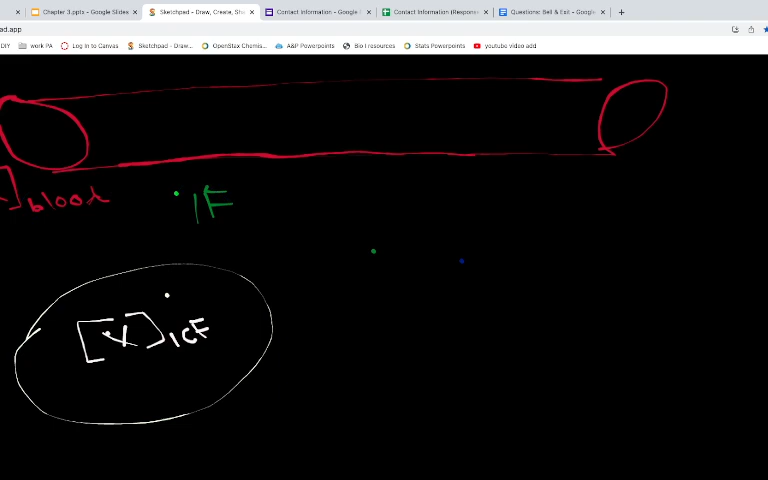 Chapter 3.pptx - Google Slides
Sketchpad - Draw, Create, Sha
Contact Information - Google F
Contact Information (Respons
Questions: Bell & Exit - Google
ad.app
DIY work PA Log In to Canvas Sketchpad - Draw... OpenStax Chemis... A&P Powerpoints Bio I resources Stats Powerpoints youtube video add
] blood
IF
[X] ICF